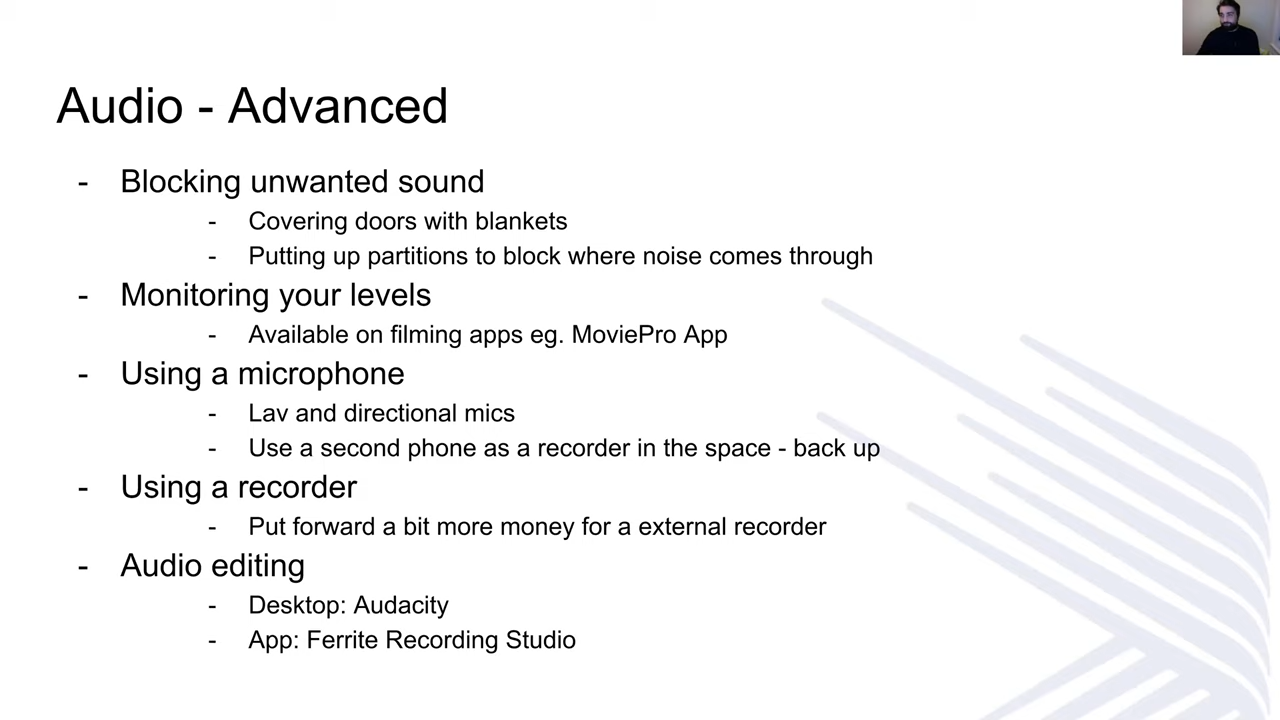 Audio - Advanced
- Blocking unwanted sound
- Covering doors with blankets
- Putting up partitions to block where noise comes through
- Monitoring your levels
- Available on filming apps eg. MoviePro App
- Using a microphone
- Lav and directional mics
- Use a second phone as a recorder in the space - back up
- Using a recorder
- Put forward a bit more money for a external recorder
- Audio editing
- Desktop: Audacity
- App: Ferrite Recording Studio